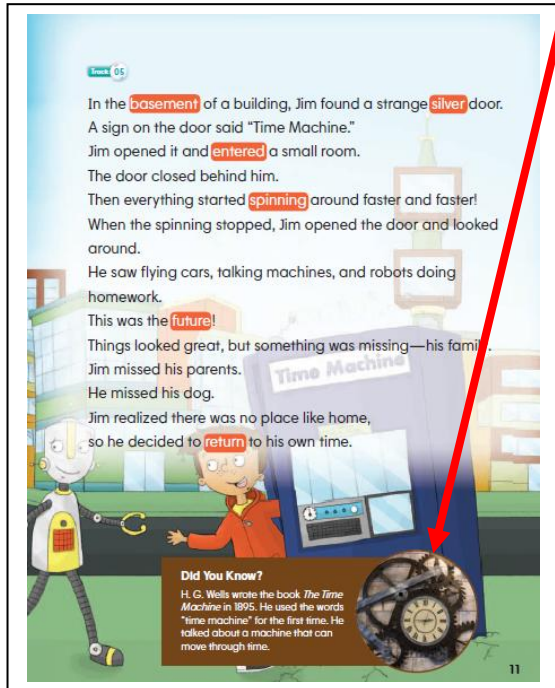 Track 05
In the basement of a building, Jim found a strange silver door.
A sign on the door said “Time Machine.”
Jim opened it and entered a small room.
The door closed behind him.
Then everything started spinning around faster and faster!
When the spinning stopped, Jim opened the door and looked
around.
He saw flying cars, talking machines, and robots doing
homework.
This was the future!
Things looked great, but something was missing—his family.
Jim missed his parents.
Time Machine
He missed his dog.
Jim realized there was no place like home,
so he decided to return to his own time.
Did You Know?
H. G. Wells wrote the book The Time
Machine in 1895. He used the words
“time machine” for the first time. He
talked about a machine that can
move through time.
11